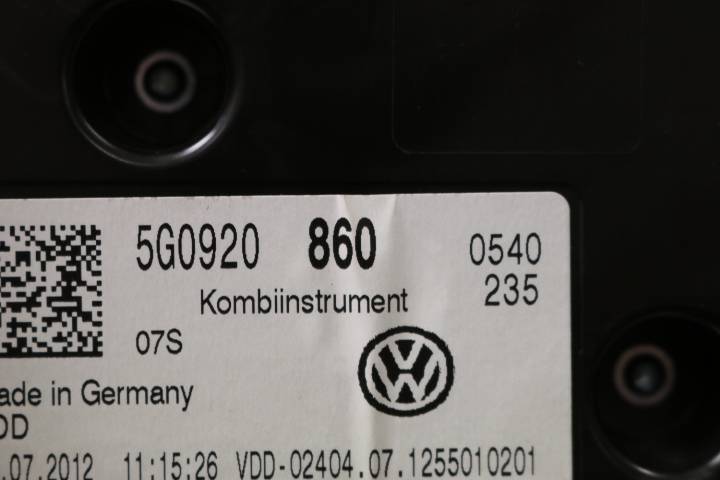 5G0920 860 0540
Kombiinstrument 235
07S
ade in Germany
DD
.07.2012 11:15:26 VDD-02404.07.1255010201